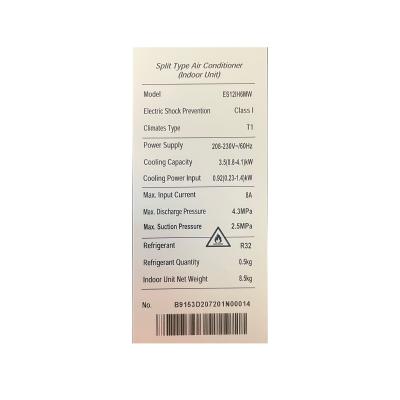 Split Type Air Conditioner
(Indoor Unit)
Model ES12IH6MW
Electric Shock Prevention Class I
Climates Type T1
Power Supply 208-230V~/60Hz
Cooling Capacity 3.5(0.8-4.1)kW
Cooling Power Input 0.92(0.23-1.4)kW
Max. Input Current 8A
Max. Discharge Pressure 4.3MPa
Max. Suction Pressure 2.5MPa
Refrigerant R32
Refrigerant Quantity 0.5kg
Indoor Unit Net Weight 8.5kg
No. B9153D207201N00014